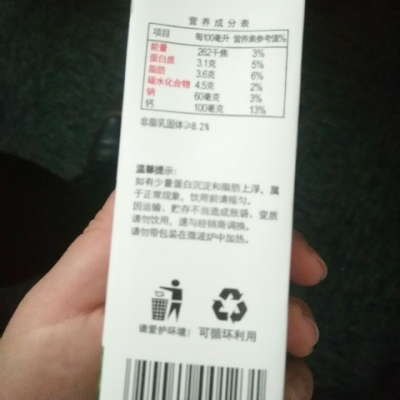 营养成分表
项目 每100毫升 营养素参考值%
能量 262千焦 3%
蛋白质 3.1克 5%
脂肪 3.6克 6%
碳水化合物 4.5克 2%
钠 60毫克 3%
钙 100毫克 13%
非脂乳固体≥8.2%
温馨提示:
如有少量蛋白沉淀和脂肪上浮，属
于正常现象，饮用前请摇匀。
因运输、贮存不当造成胀袋、变质
请勿饮用，速与经销商调换。
请勿带包装在微波炉中加热。
请爱护环境! 可循环利用